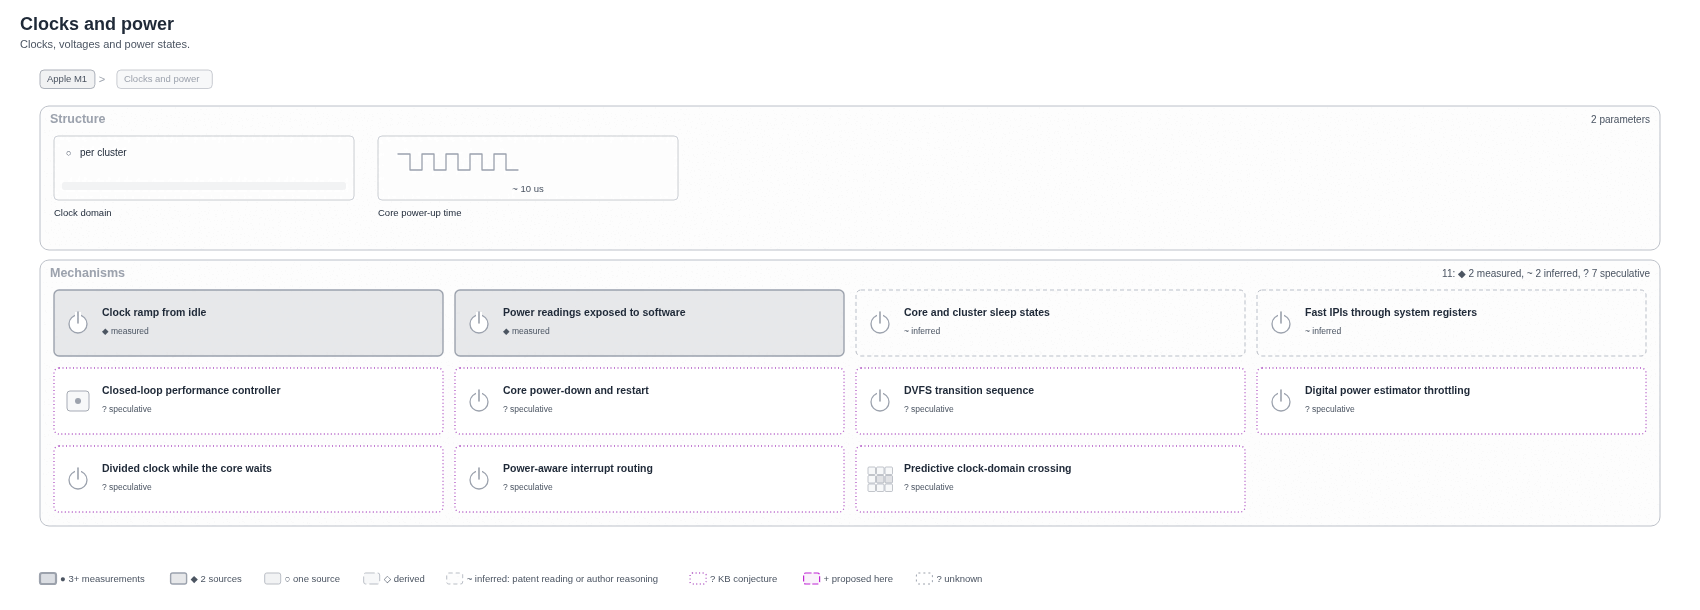 Clocks and power
Clocks, voltages and power states.
Apple M1 > Clocks and power
Structure 2 parameters
○ per cluster
~ 10 us
Clock domain Core power-up time
Mechanisms 11: ◆ 2 measured, ~ 2 inferred, ? 7 speculative
Clock ramp from idle Power readings exposed to software Core and cluster sleep states Fast IPIs through system registers
◆ measured ◆ measured ~ inferred ~ inferred
Closed-loop performance controller Core power-down and restart DVFS transition sequence Digital power estimator throttling
? speculative ? speculative ? speculative ? speculative
Divided clock while the core waits Power-aware interrupt routing Predictive clock-domain crossing
? speculative ? speculative ? speculative
● 3+ measurements ◆ 2 sources ○ one source ◇ derived ~ inferred: patent reading or author reasoning ? KB conjecture + proposed here ? unknown